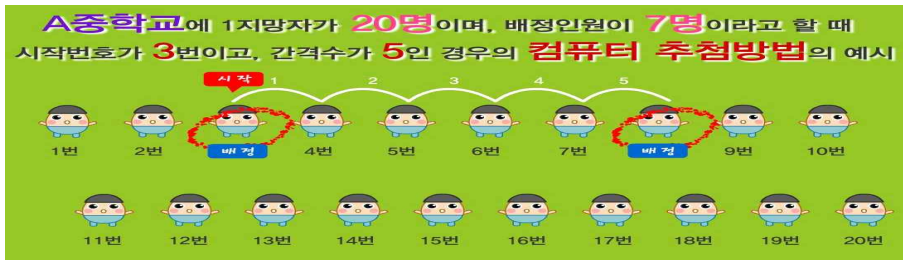 A중학교에 1지망자가 20명이며, 배정인원이 7명이라고 할 때
시작번호가 3번이고, 간격수가 5인 경우의 컴퓨터 추첨방법의 예시
시작 1 2 3 4 5
1번 2번 배정 4번 5번 6번 7번 배정 9번 10번
11번 12번 13번 14번 15번 16번 17번 18번 19번 20번